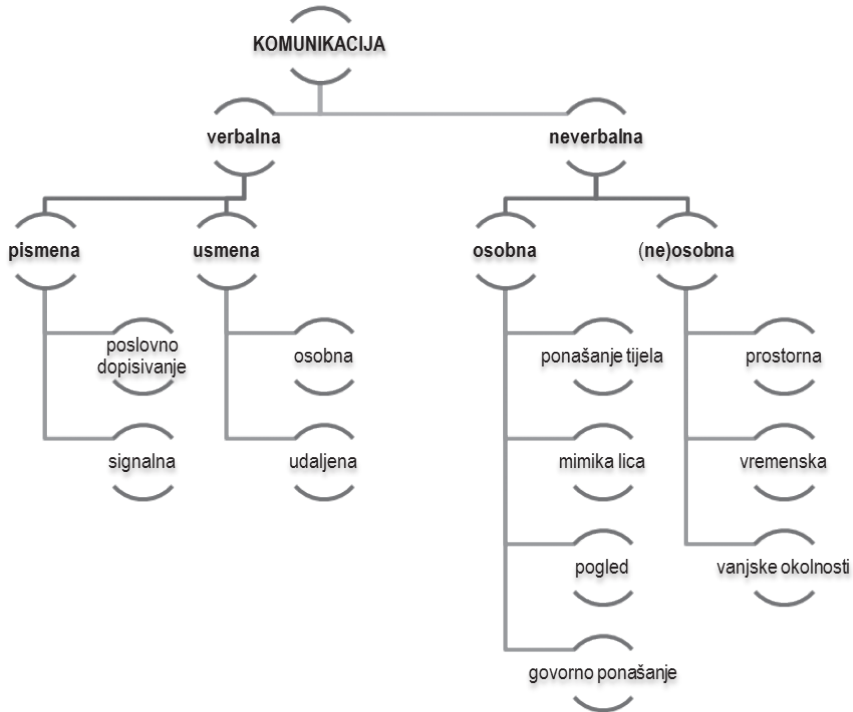 KOMUNIKACIJA
verbalna
neverbalna
pismena
usmena
osobna
(ne)osobna
poslovno
dopisivanje
osobna
ponašanje tijela
prostorna
signalna
udaljena
mimika lica
vremenska
pogled
vanjske okolnosti
govorno ponašanje